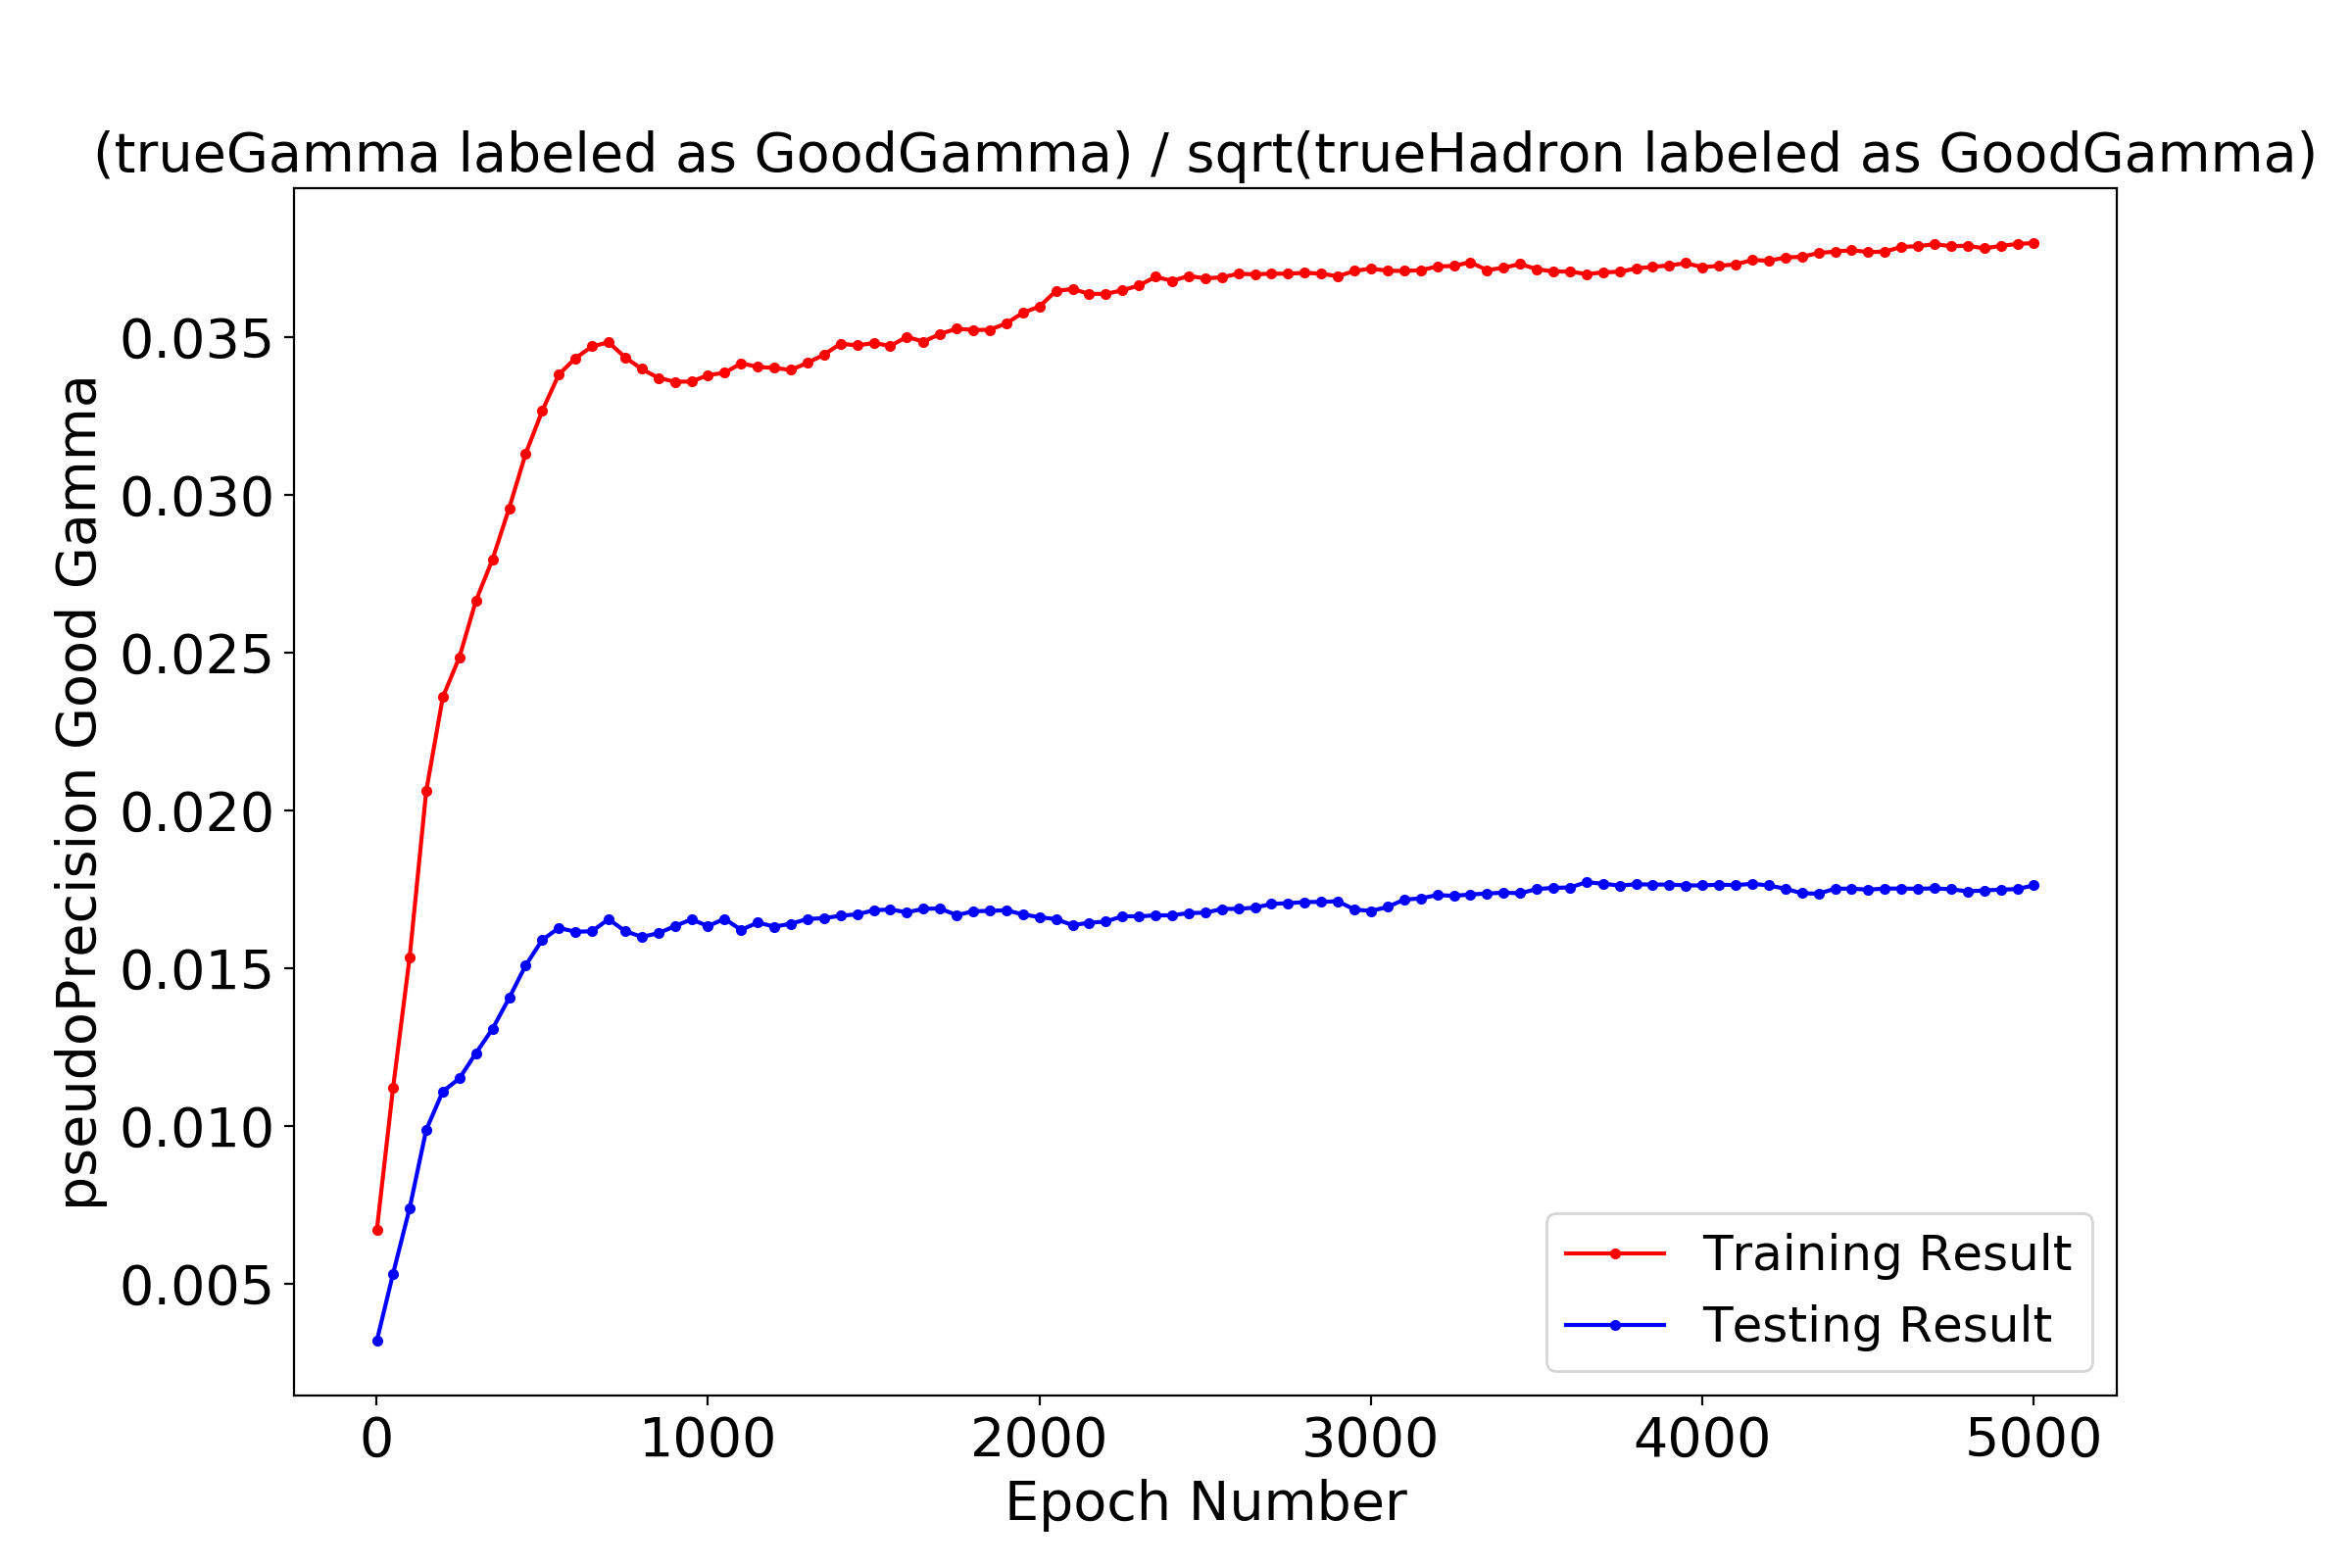 (trueGamma labeled as GoodGamma) / sqrt(trueHadron labeled as GoodGamma)
pseudoPrecision Good Gamma
0.035
0.030
0.025
0.020
0.015
0.010
0.005
Training Result
Testing Result
0 1000 2000 3000 4000 5000
Epoch Number